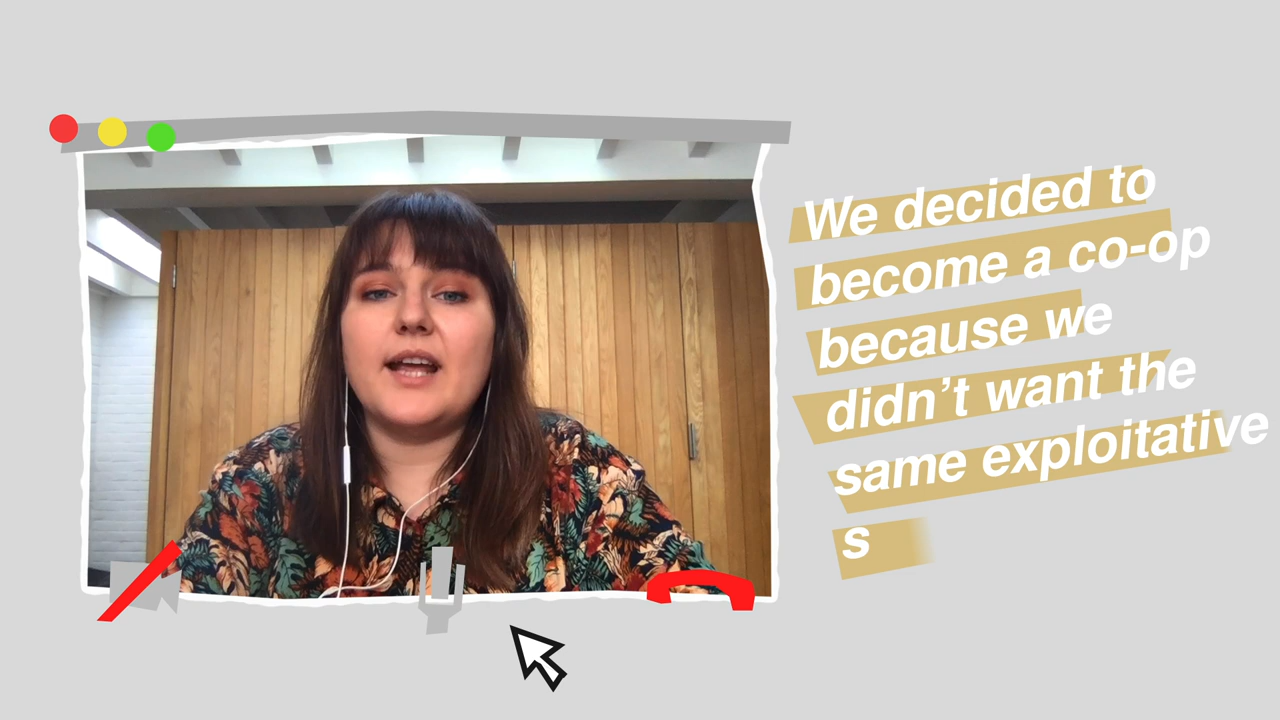 We decided to
become a co-op
because we
didn’t want the
same exploitative
s